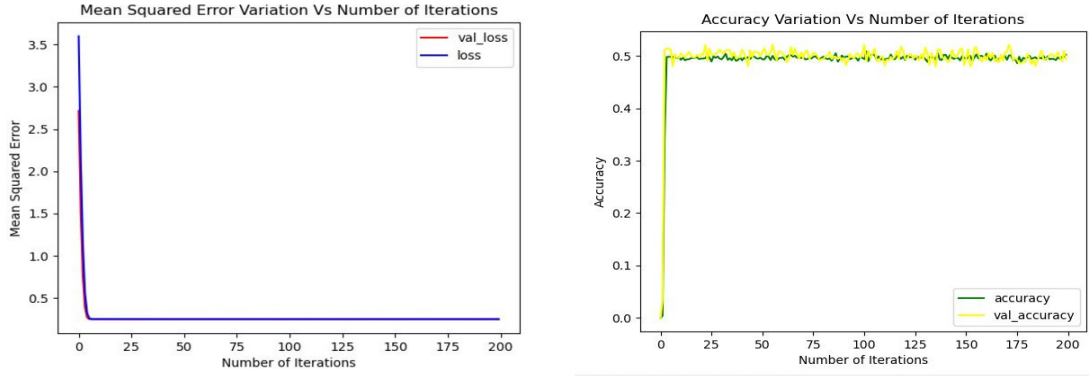 Mean Squared Error Variation Vs Number of Iterations
val_loss
loss
Mean Squared Error
3.5
3.0
2.5
2.0
1.5
1.0
0.5
0 25 50 75 100 125 150 175 200
Number of Iterations
Accuracy Variation Vs Number of Iterations
Accuracy
0.5
0.4
0.3
0.2
0.1
0.0
accuracy
val_accuracy
0 25 50 75 100 125 150 175 200
Number of Iterations